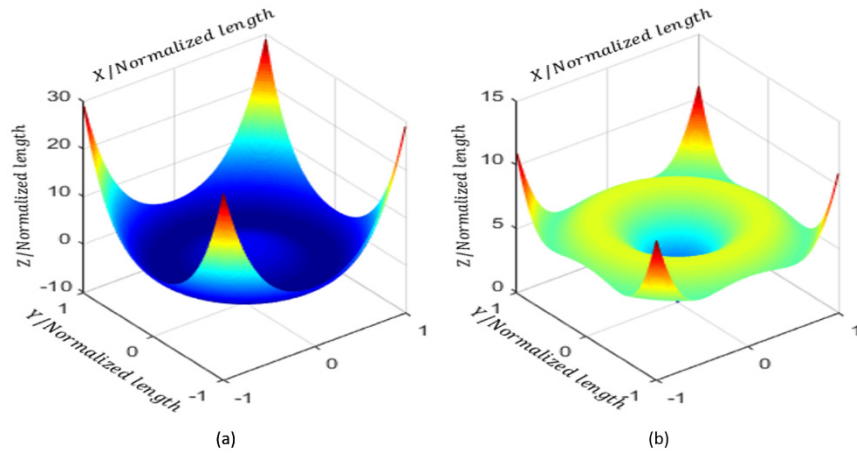 X/Normalized length
30
20
10
0
-10
Z/Normalized length
1
0
-1
Y/Normalized length
-1
0
1
(a)
X/Normalized length
15
10
5
0
Z/Normalized length
1
0
-1
Y/Normalized length
-1
0
1
(b)